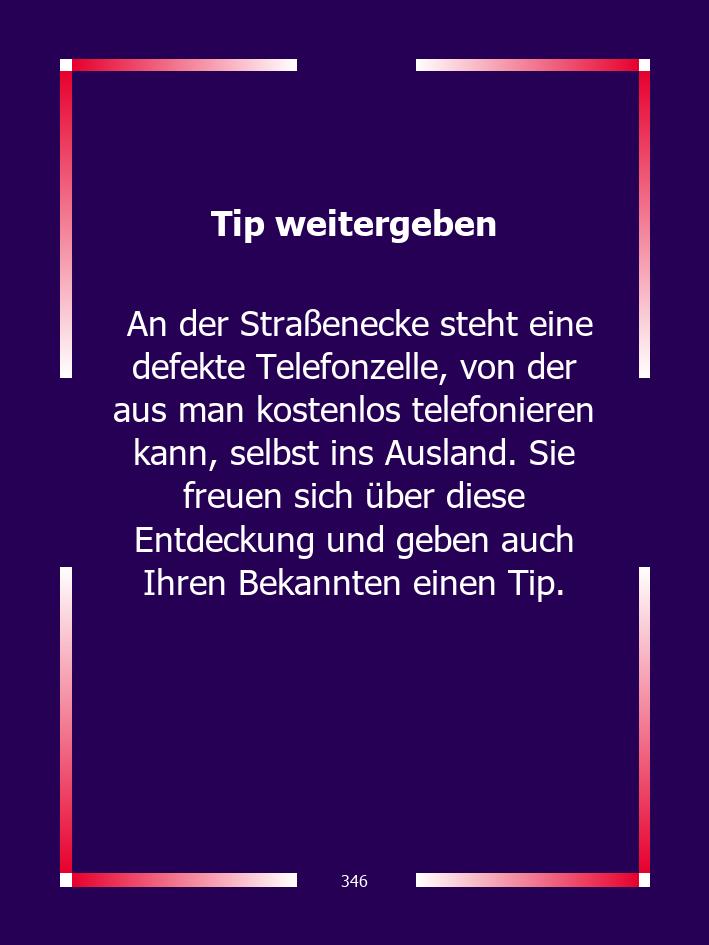 Tip weitergeben
An der Straßenecke steht eine
defekte Telefonzelle, von der
aus man kostenlos telefonieren
kann, selbst ins Ausland. Sie
freuen sich über diese
Entdeckung und geben auch
Ihren Bekannten einen Tip.
346